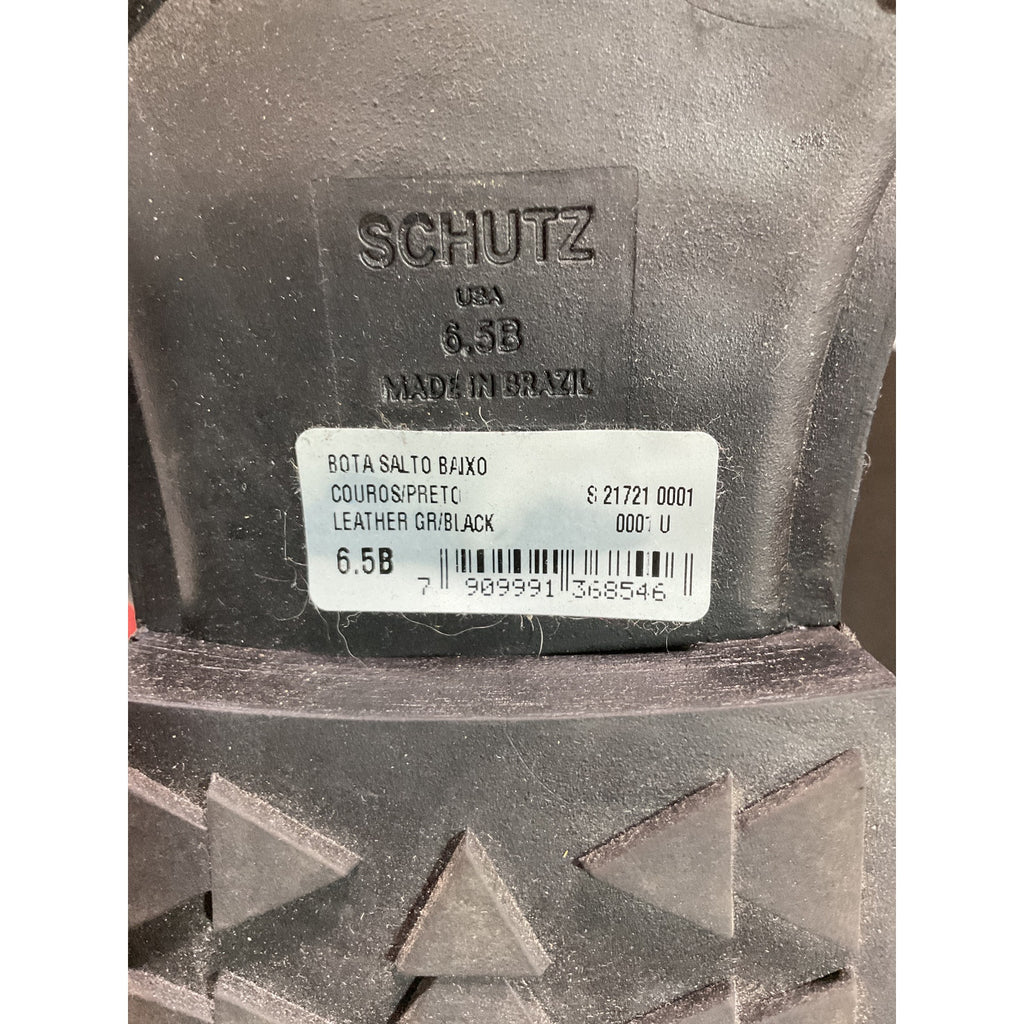 SCHUTZ
USA
6.5B
MADE IN BRAZIL
BOTA SALTO BAIXO
COUROS/PRETO S 21721 0001
LEATHER GR/BLACK 0001 U
6.5B
7 909991 368546